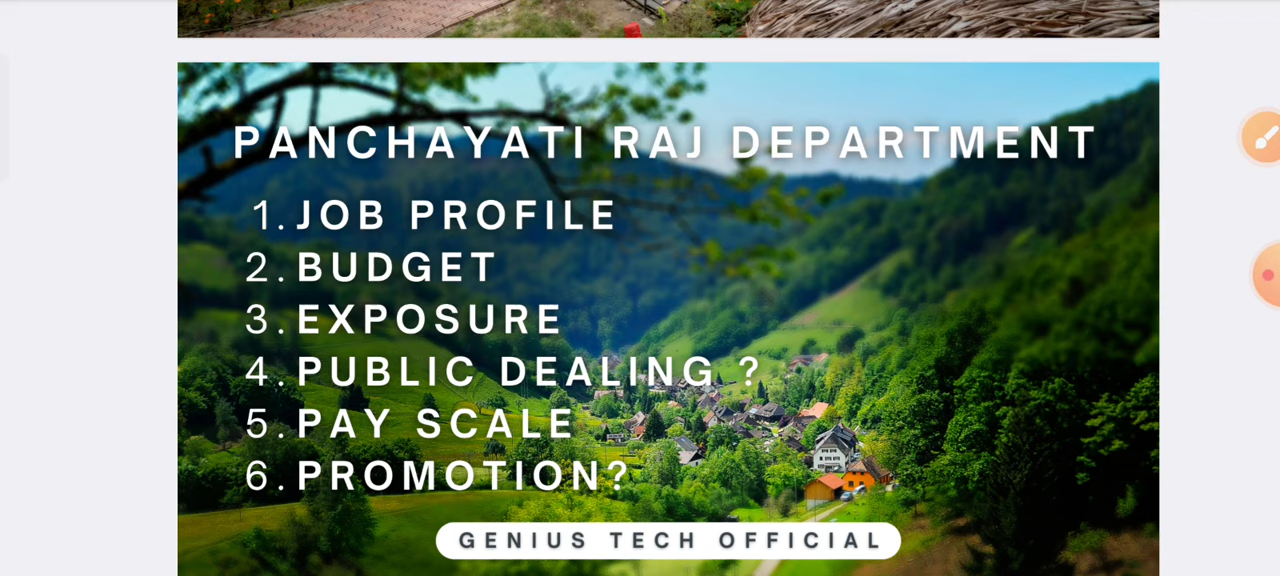 PANCHAYATI RAJ DEPARTMENT
1. JOB PROFILE
2. BUDGET
3. EXPOSURE
4. PUBLIC DEALING ?
5. PAY SCALE
6. PROMOTION?
GENIUS TECH OFFICIAL